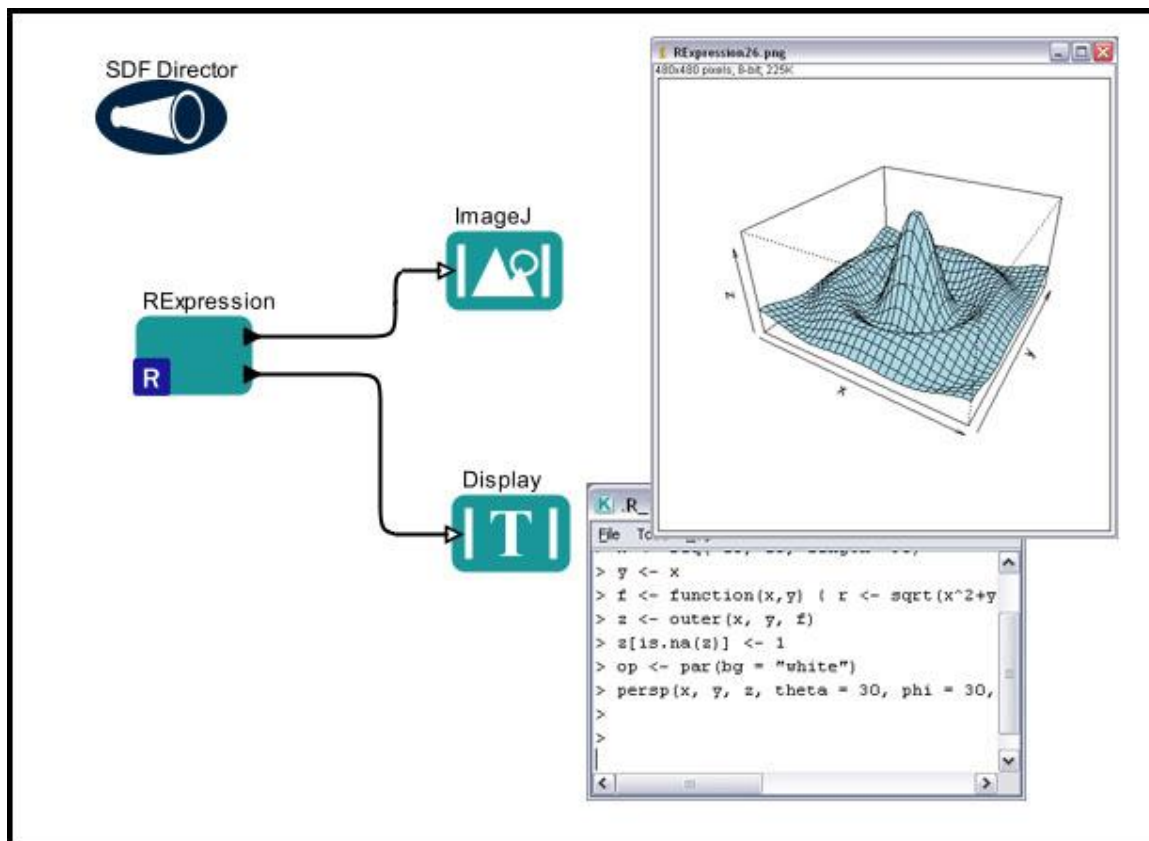 SDF Director
ImageJ
RExpression
R
Display
T
RExpression26.png
480x480 pixels, 8-bit; 225K
z
x
y
K .R_
File
> y <- x
> f <- function(x,y) { r <- sqrt(x^2+y
> z <- outer(x, y, f)
> z[is.na(z)] <- 1
> op <- par(bg = "white")
> persp(x, y, z, theta = 30, phi = 30,
>
>